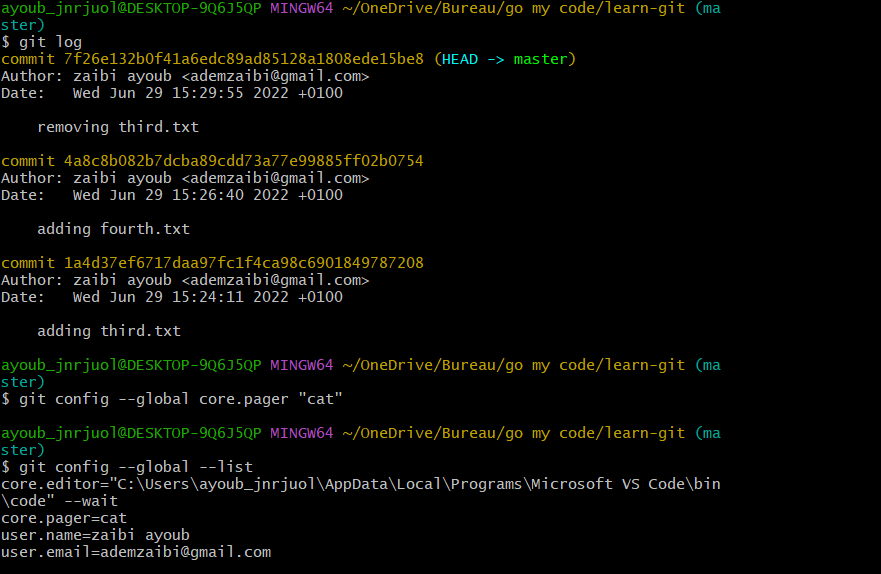 ayoub_jnrjuol@DESKTOP-9Q6J5QP MINGW64 ~/OneDrive/Bureau/go my code/learn-git (ma
ster)
$ git log
commit 7f26e132b0f41a6edc89ad85128a1808ede15be8 (HEAD -> master)
Author: zaibi ayoub <ademzaibi@gmail.com>
Date:   Wed Jun 29 15:29:55 2022 +0100
    removing third.txt
commit 4a8c8b082b7dcba89cdd73a77e99885ff02b0754
Author: zaibi ayoub <ademzaibi@gmail.com>
Date:   Wed Jun 29 15:26:40 2022 +0100
    adding fourth.txt
commit 1a4d37ef6717daa97fc1f4ca98c6901849787208
Author: zaibi ayoub <ademzaibi@gmail.com>
Date:   Wed Jun 29 15:24:11 2022 +0100
    adding third.txt
ayoub_jnrjuol@DESKTOP-9Q6J5QP MINGW64 ~/OneDrive/Bureau/go my code/learn-git (ma
ster)
$ git config --global core.pager "cat"
ayoub_jnrjuol@DESKTOP-9Q6J5QP MINGW64 ~/OneDrive/Bureau/go my code/learn-git (ma
ster)
$ git config --global --list
core.editor="C:\Users\ayoub_jnrjuol\AppData\Local\Programs\Microsoft VS Code\bin
\code" --wait
core.pager=cat
user.name=zaibi ayoub
user.email=ademzaibi@gmail.com